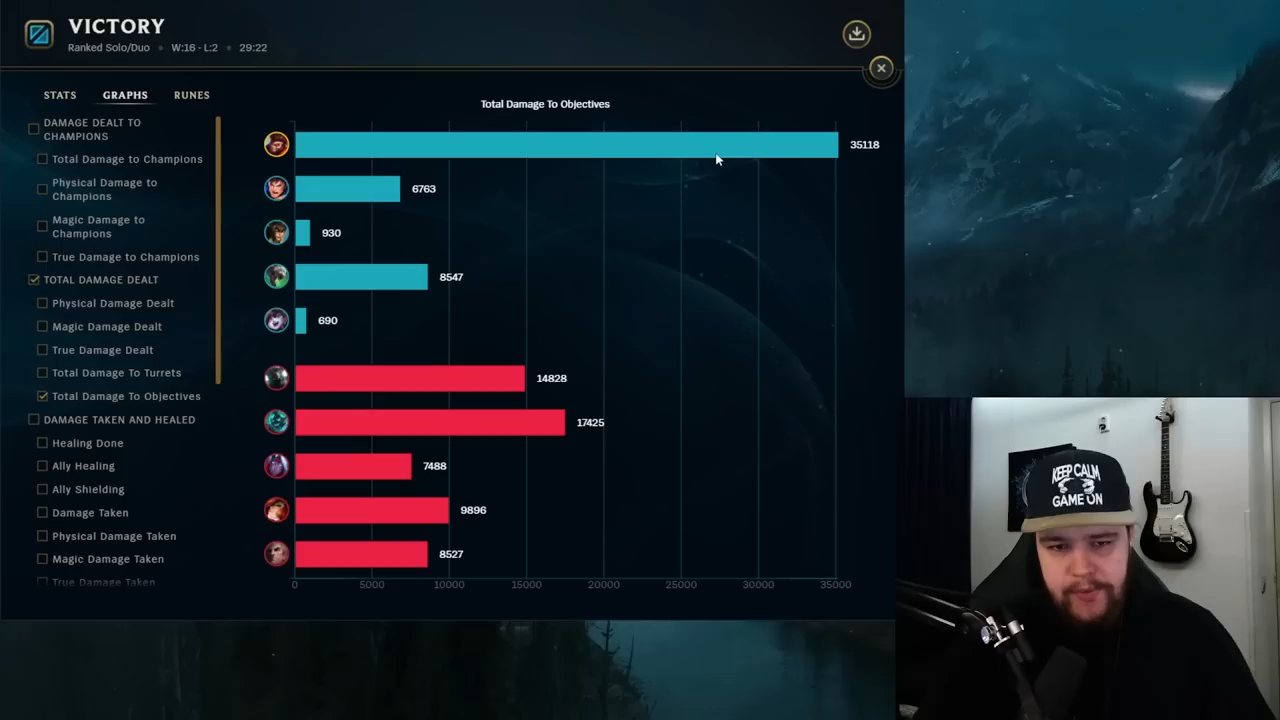 VICTORY
Ranked Solo/Duo • W:16 - L:2 • 29:22
STATS GRAPHS RUNES
DAMAGE DEALT TO
CHAMPIONS
Total Damage to Champions
Physical Damage to
Champions
Magic Damage to
Champions
True Damage to Champions
TOTAL DAMAGE DEALT
Physical Damage Dealt
Magic Damage Dealt
True Damage Dealt
Total Damage To Turrets
Total Damage To Objectives
DAMAGE TAKEN AND HEALED
Healing Done
Ally Healing
Ally Shielding
Damage Taken
Physical Damage Taken
Magic Damage Taken
True Damage Taken
Total Damage To Objectives
35118
6763
930
8547
690
14828
17425
7488
9896
8527
0 5000 10000 15000 20000 25000 30000 35000
KEEP CALM
GAME ON